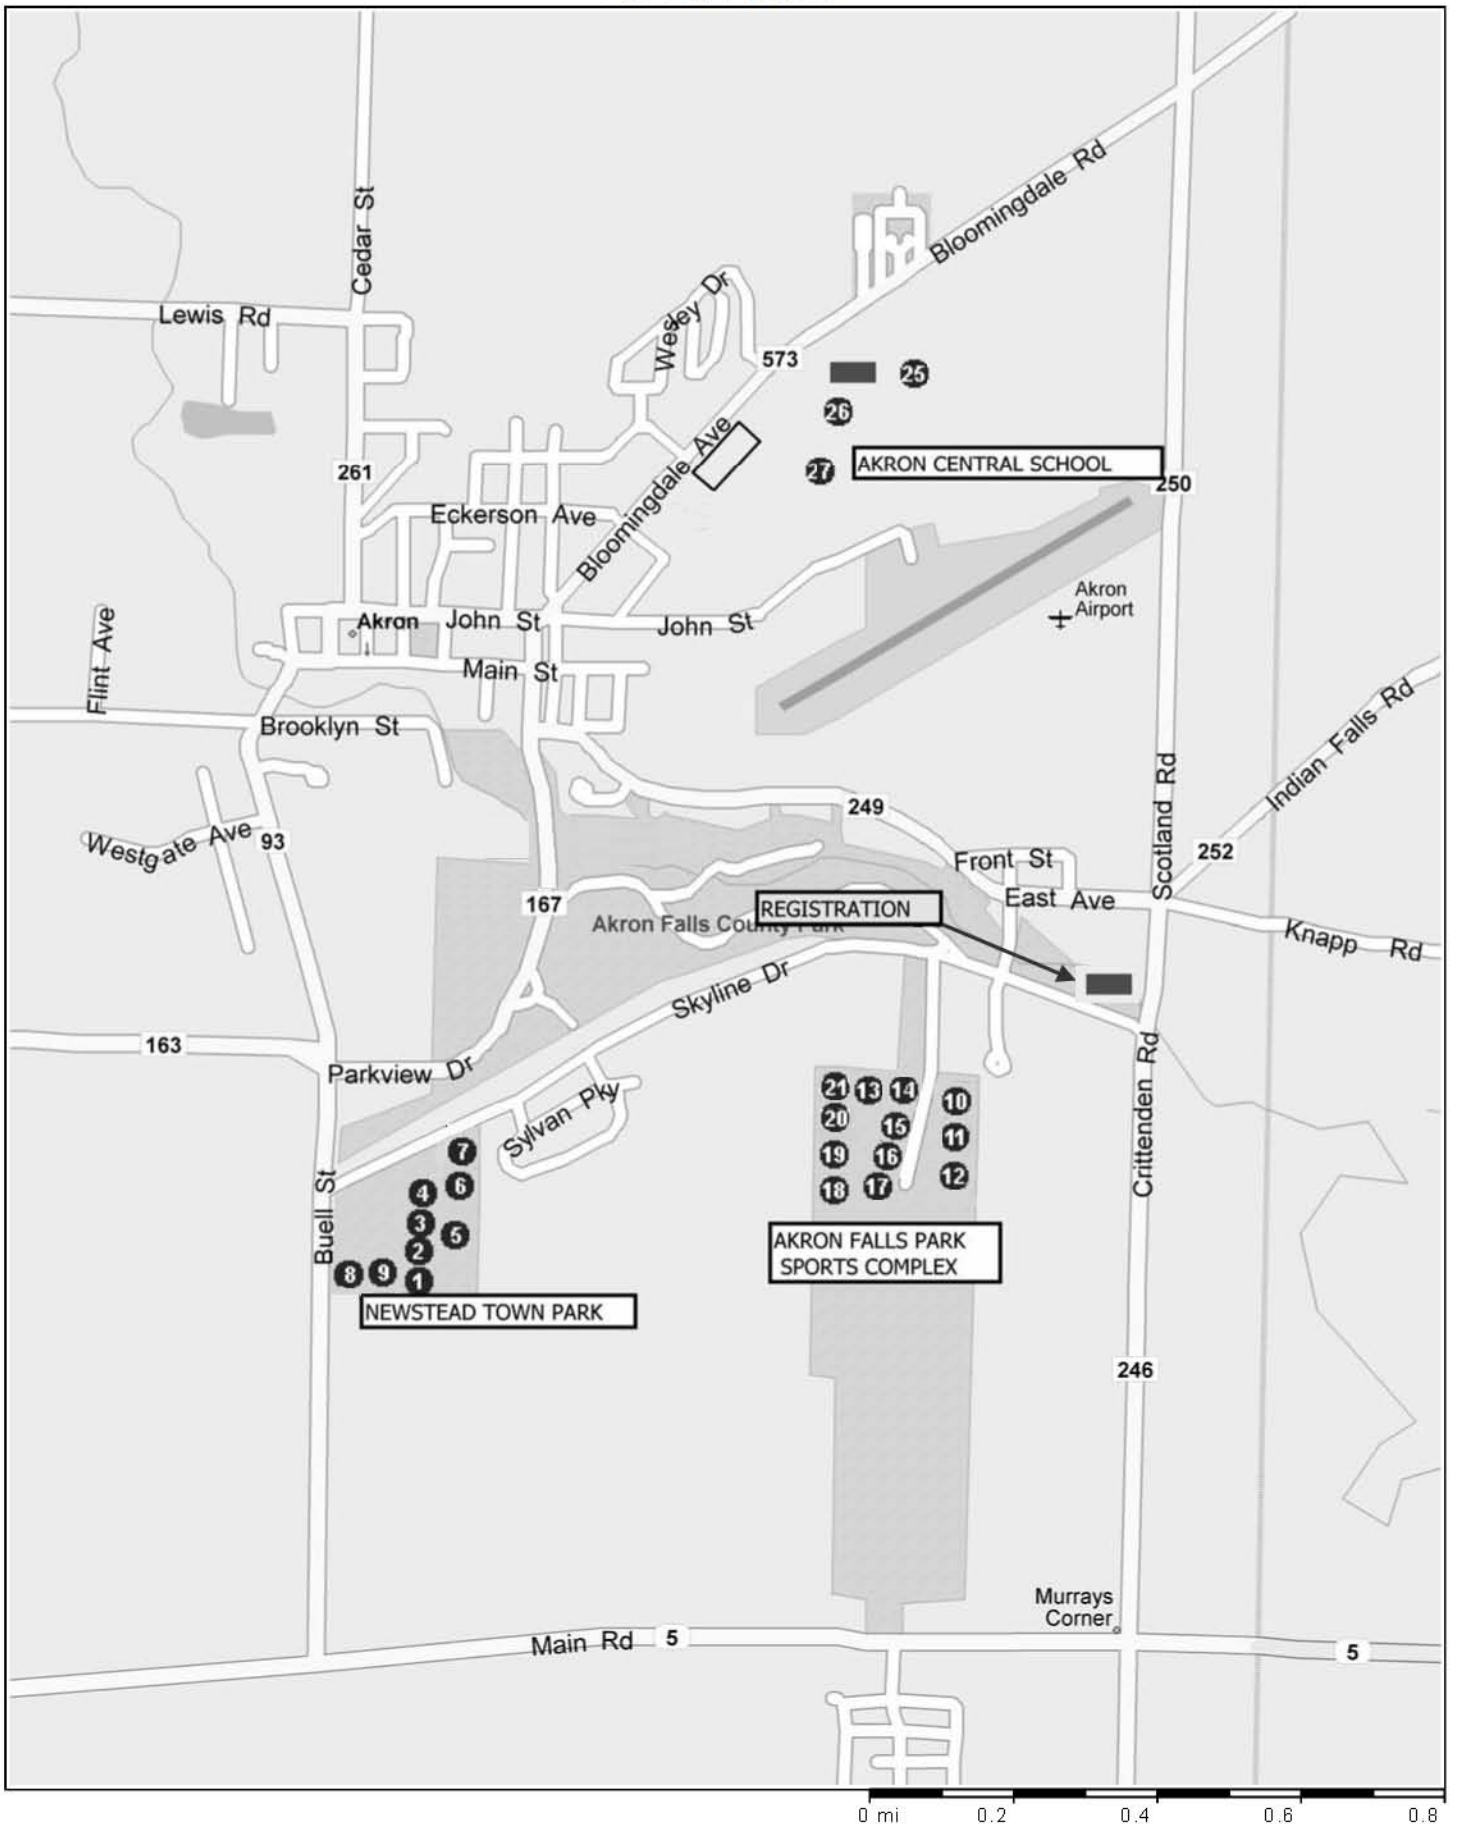 Bloomingdale Rd
Cedar St
Wesley Dr
Lewis Rd
573
25
26
Bloomingdale Ave
27
AKRON CENTRAL SCHOOL
261
250
Eckerson Ave
Akron
Airport
Akron
John St
John St
Flint Ave
Main St
Brooklyn St
Indian Falls Rd
Scotland Rd
249
Westgate Ave
93
252
Front St
East Ave
167
REGISTRATION
Akron Falls County Park
Knapp Rd
Skyline Dr
163
Parkview Dr
Crittenden Rd
Sylvan Pky
21
13
14
10
20
15
11
7
19
16
12
18
17
6
4
3
5
2
Buell St
8
9
1
AKRON FALLS PARK
SPORTS COMPLEX
NEWSTEAD TOWN PARK
246
Murrays
Corner
Main Rd
5
5
0 mi
0.2
0.4
0.6
0.8